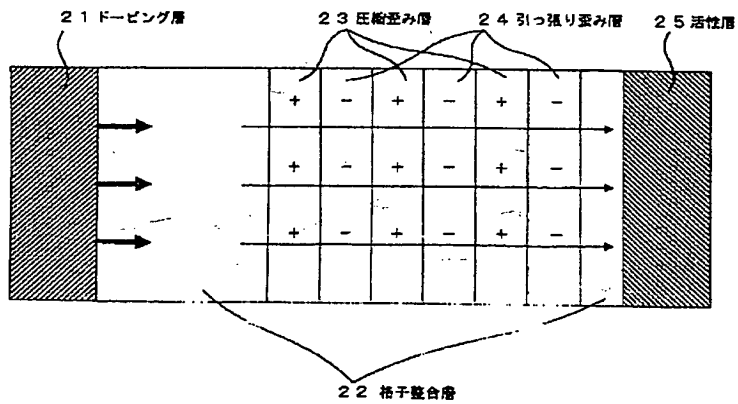 21 ドーピング層
23 圧縮歪み層
24 引っ張り歪み層
25 活性層
+ − + − + −
+ − + − + −
+ − + − + −
22 格子整合層